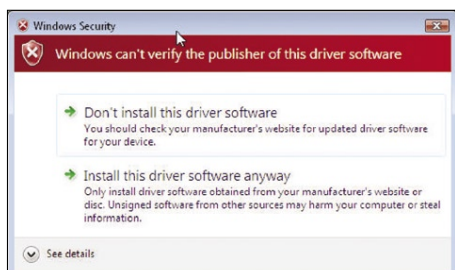 Windows Security
Windows can't verify the publisher of this driver software
Don't install this driver software
You should check your manufacturer's website for updated driver software
for your device.
Install this driver software anyway
Only install driver software obtained from your manufacturer's website or
disc. Unsigned software from other sources may harm your computer or steal
information.
See details